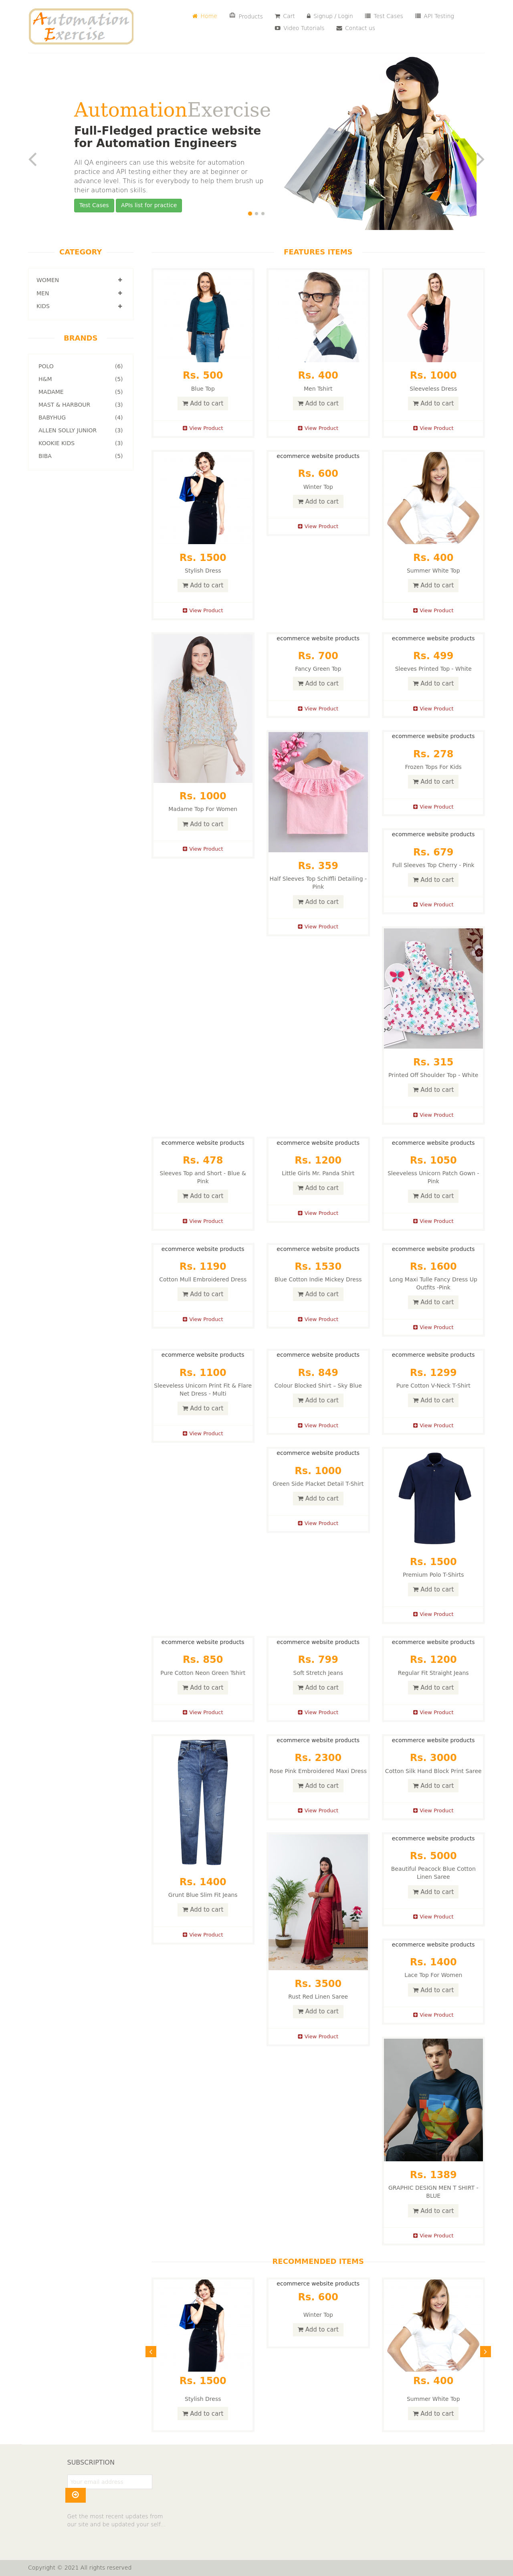 Automation
Exercise
Home
Products
Cart
Signup / Login
Test Cases
API Testing
Video Tutorials
Contact us
AutomationExercise
Full-Fledged practice website
for Automation Engineers
All QA engineers can use this website for automation
practice and API testing either they are at beginner or
advance level. This is for everybody to help them brush up
their automation skills.
Test Cases
APIs list for practice
CATEGORY
WOMEN
MEN
KIDS
BRANDS
POLO (6)
H&M (5)
MADAME (5)
MAST & HARBOUR (3)
BABYHUG (4)
ALLEN SOLLY JUNIOR (3)
KOOKIE KIDS (3)
BIBA (5)
FEATURES ITEMS
Rs. 500
Blue Top
Add to cart
View Product
Rs. 400
Men Tshirt
Add to cart
View Product
Rs. 1000
Sleeveless Dress
Add to cart
View Product
Rs. 1500
Stylish Dress
Add to cart
View Product
ecommerce website products
Rs. 600
Winter Top
Add to cart
View Product
Rs. 400
Summer White Top
Add to cart
View Product
Rs. 1000
Madame Top For Women
Add to cart
View Product
ecommerce website products
Rs. 700
Fancy Green Top
Add to cart
View Product
ecommerce website products
Rs. 499
Sleeves Printed Top - White
Add to cart
View Product
Rs. 359
Half Sleeves Top Schiffli Detailing -
Pink
Add to cart
View Product
ecommerce website products
Rs. 278
Frozen Tops For Kids
Add to cart
View Product
ecommerce website products
Rs. 679
Full Sleeves Top Cherry - Pink
Add to cart
View Product
Rs. 315
Printed Off Shoulder Top - White
Add to cart
View Product
ecommerce website products
Rs. 478
Sleeves Top and Short - Blue &
Pink
Add to cart
View Product
ecommerce website products
Rs. 1200
Little Girls Mr. Panda Shirt
Add to cart
View Product
ecommerce website products
Rs. 1050
Sleeveless Unicorn Patch Gown -
Pink
Add to cart
View Product
ecommerce website products
Rs. 1190
Cotton Mull Embroidered Dress
Add to cart
View Product
ecommerce website products
Rs. 1530
Blue Cotton Indie Mickey Dress
Add to cart
View Product
ecommerce website products
Rs. 1600
Long Maxi Tulle Fancy Dress Up
Outfits -Pink
Add to cart
View Product
ecommerce website products
Rs. 1100
Sleeveless Unicorn Print Fit & Flare
Net Dress - Multi
Add to cart
View Product
ecommerce website products
Rs. 849
Colour Blocked Shirt – Sky Blue
Add to cart
View Product
ecommerce website products
Rs. 1299
Pure Cotton V-Neck T-Shirt
Add to cart
View Product
ecommerce website products
Rs. 1000
Green Side Placket Detail T-Shirt
Add to cart
View Product
Rs. 1500
Premium Polo T-Shirts
Add to cart
View Product
ecommerce website products
Rs. 850
Pure Cotton Neon Green Tshirt
Add to cart
View Product
ecommerce website products
Rs. 799
Soft Stretch Jeans
Add to cart
View Product
ecommerce website products
Rs. 1200
Regular Fit Straight Jeans
Add to cart
View Product
Rs. 1400
Grunt Blue Slim Fit Jeans
Add to cart
View Product
ecommerce website products
Rs. 2300
Rose Pink Embroidered Maxi Dress
Add to cart
View Product
ecommerce website products
Rs. 3000
Cotton Silk Hand Block Print Saree
Add to cart
View Product
Rs. 3500
Rust Red Linen Saree
Add to cart
View Product
ecommerce website products
Rs. 5000
Beautiful Peacock Blue Cotton
Linen Saree
Add to cart
View Product
ecommerce website products
Rs. 1400
Lace Top For Women
Add to cart
View Product
Rs. 1389
GRAPHIC DESIGN MEN T SHIRT -
BLUE
Add to cart
View Product
RECOMMENDED ITEMS
Rs. 1500
Stylish Dress
Add to cart
ecommerce website products
Rs. 600
Winter Top
Add to cart
Rs. 400
Summer White Top
Add to cart
SUBSCRIPTION
Your email address
Get the most recent updates from
our site and be updated your self...
Copyright © 2021 All rights reserved